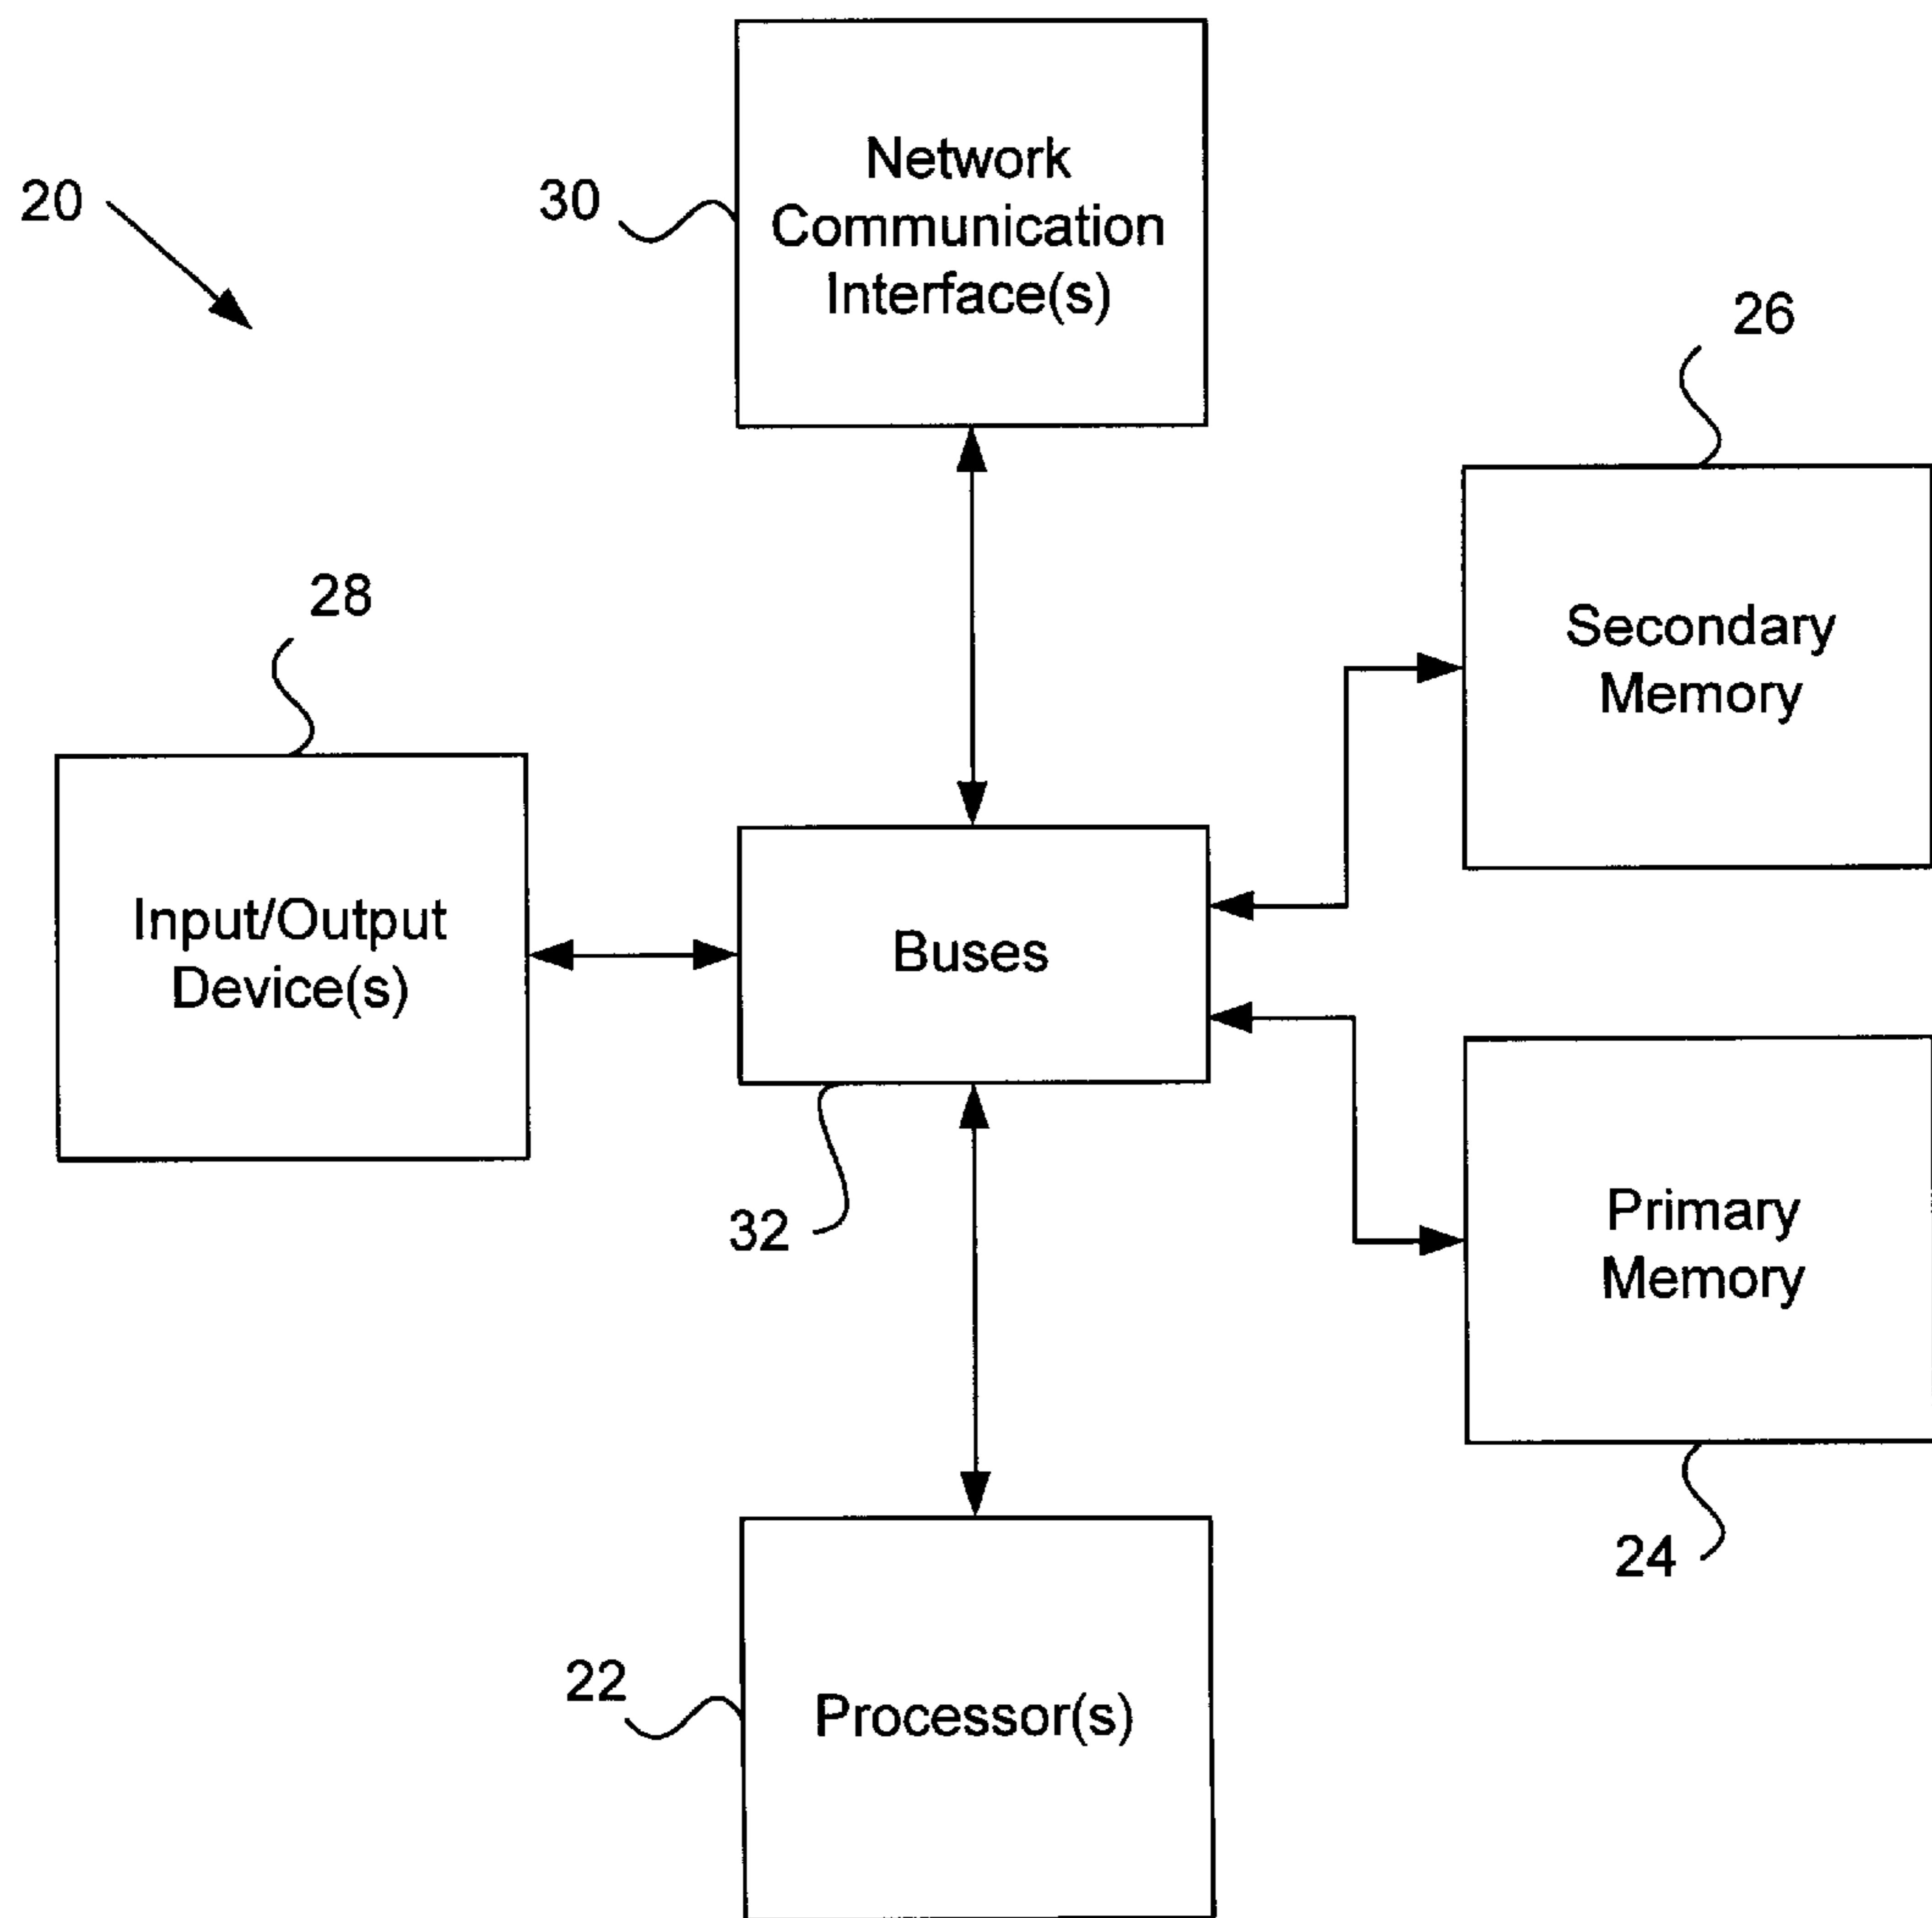 Network
Communication
Interface(s)
20
30
26
Secondary
Memory
28
Input/Output
Device(s)
Buses
32
Primary
Memory
24
22
Processor(s)